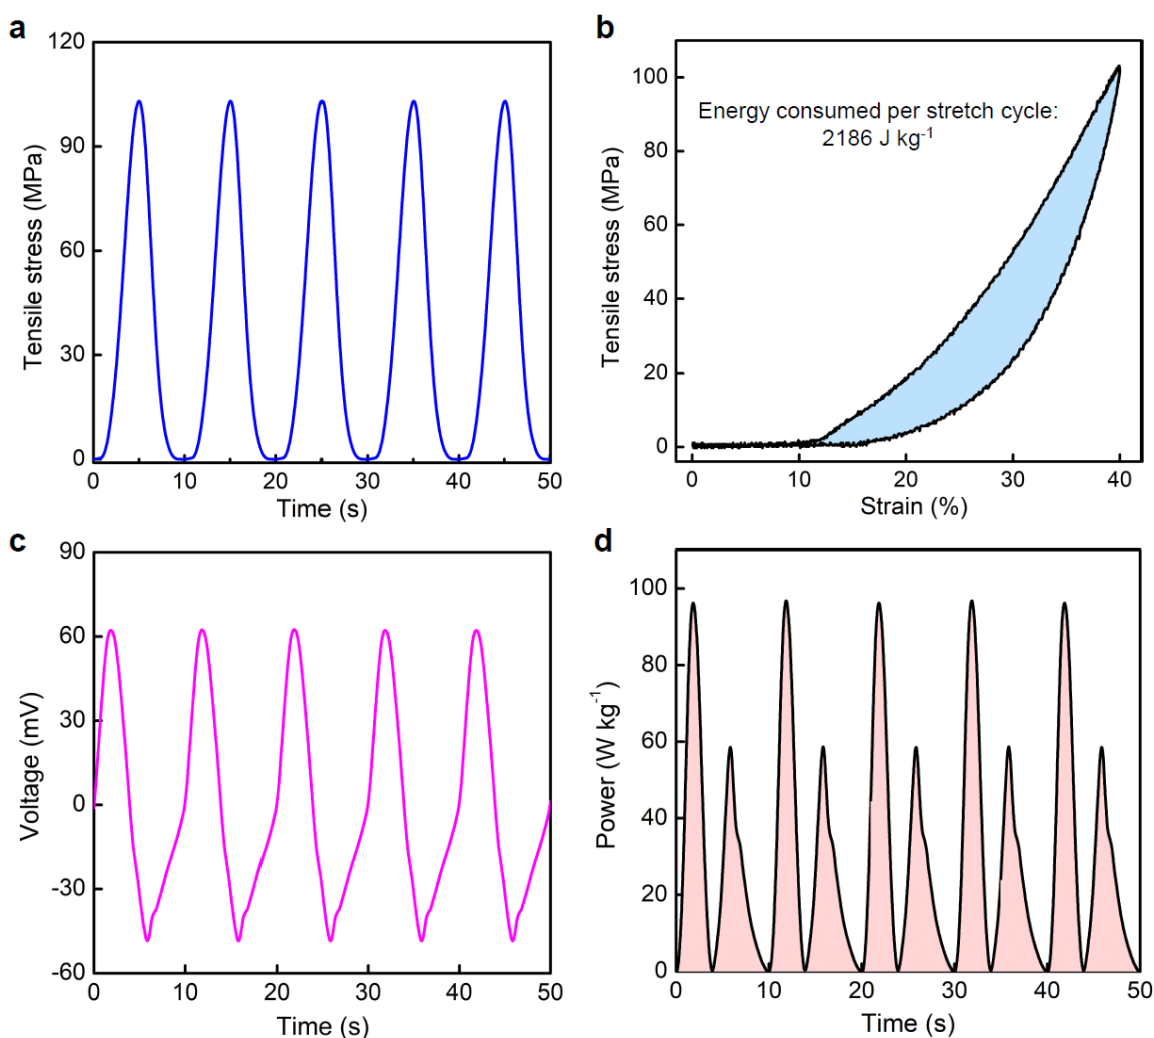 a
120
90
60
30
0
Tensile stress (MPa)
0 10 20 30 40 50
Time (s)
b
100
80
60
40
20
0
Tensile stress (MPa)
Energy consumed per stretch cycle:
2186 J kg⁻¹
0 10 20 30 40
Strain (%)
c
90
60
30
0
-30
-60
Voltage (mV)
0 10 20 30 40 50
Time (s)
d
100
80
60
40
20
0
Power (W kg⁻¹)
0 10 20 30 40 50
Time (s)